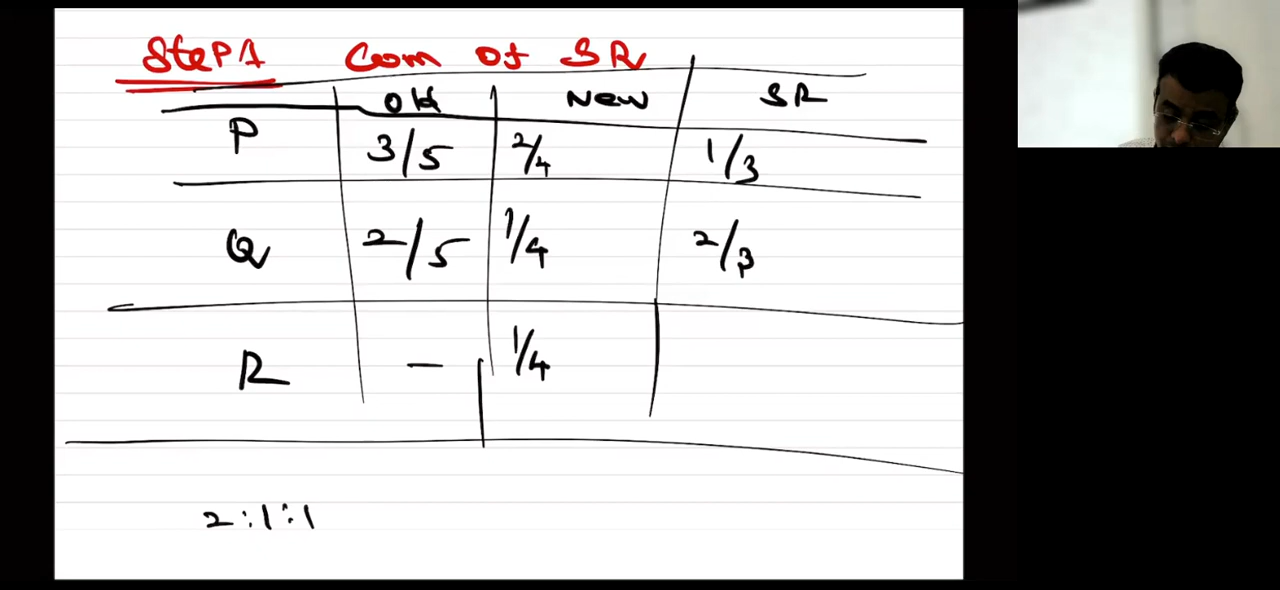 Step 1 Com of SR
Old New SR
P 3/5 2/4 1/3
Q 2/5 1/4 2/3
R - 1/4
2:1:1